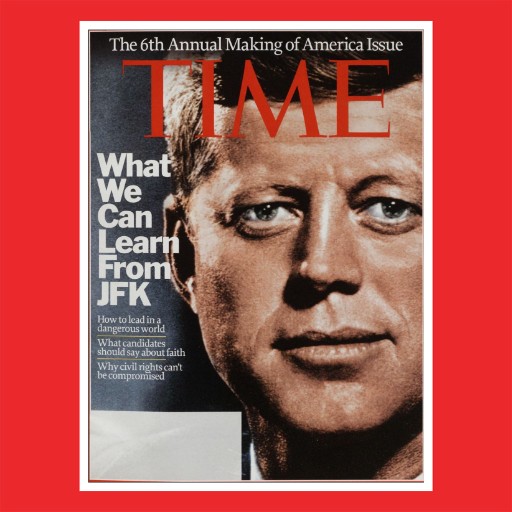 The 6th Annual Making of America Issue
TIME
What
We
Can
Learn
From
JFK
How to lead in a
dangerous world
What candidates
should say about faith
Why civil rights can't
be compromised